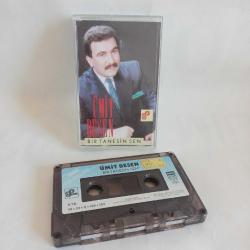 ÜMİT
BESEN
BİR TANESİN SEN
ÜMİT BESEN
BİR TANESİN SEN